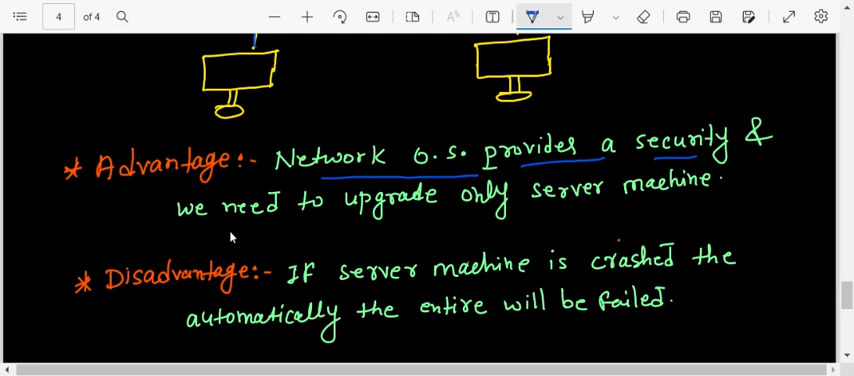 4 of 4
* Advantage:- Network O.S. provides a security &
we need to upgrade only server machine.
* Disadvantage:- If server machine is crashed the
automatically the entire will be failed.